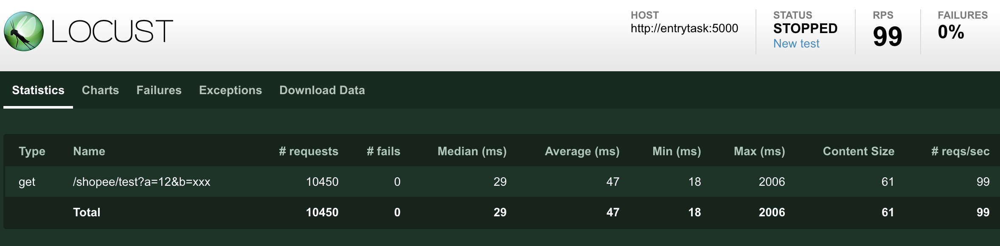 LOCUST
HOST
http://entrytask:5000
STATUS
STOPPED
New test
RPS
99
FAILURES
0%
Statistics Charts Failures Exceptions Download Data
Type Name # requests # fails Median (ms) Average (ms) Min (ms) Max (ms) Content Size # reqs/sec
get /shopee/test?a=12&b=xxx 10450 0 29 47 18 2006 61 99
Total 10450 0 29 47 18 2006 61 99